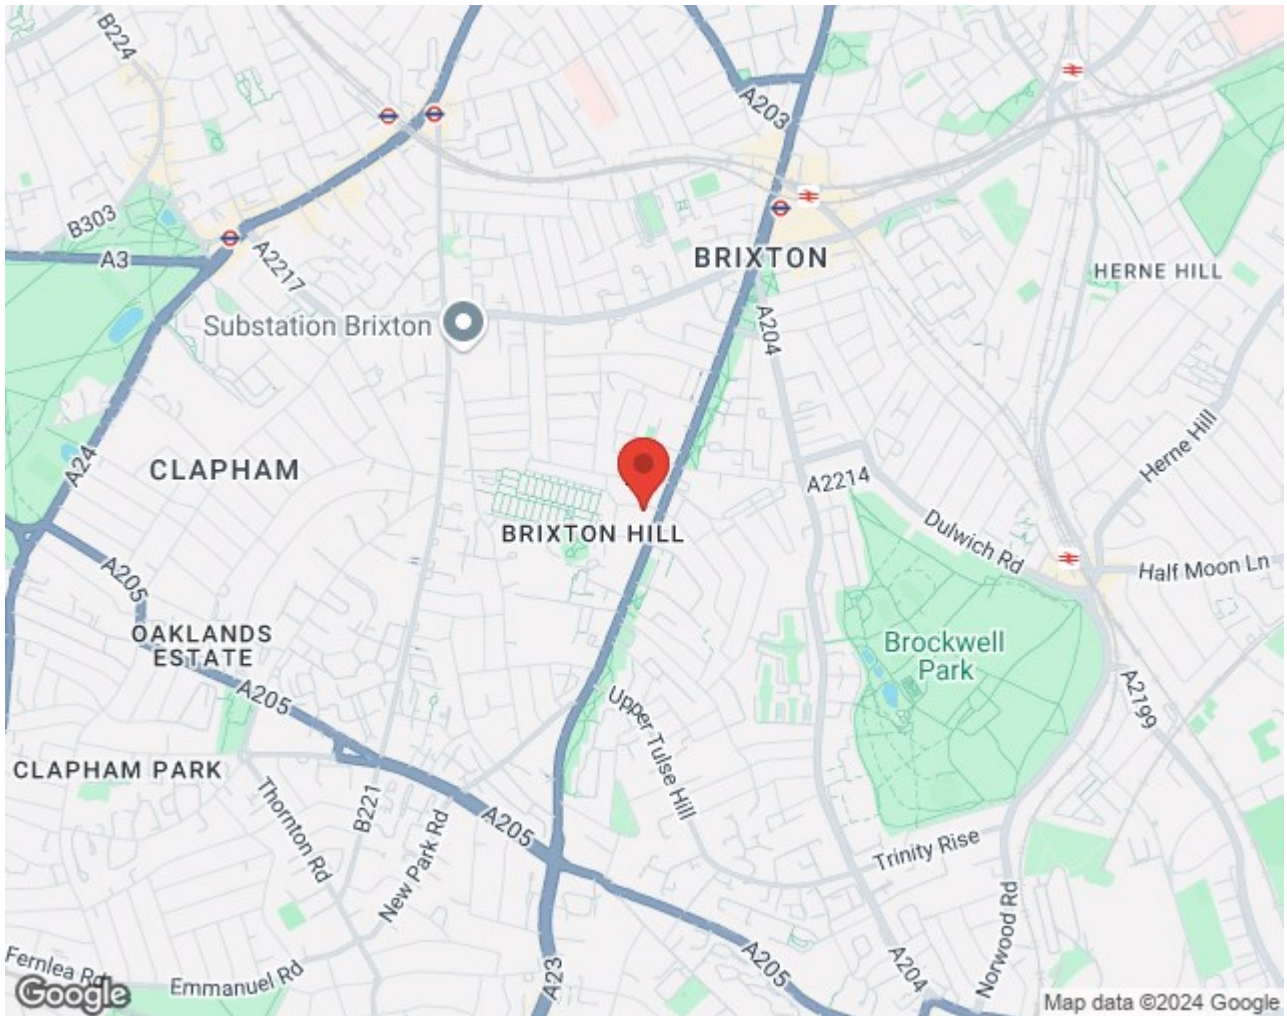 B224
A203
B303
A3
A2217
BRIXTON
HERNE HILL
Substation Brixton
A204
A24
CLAPHAM
Herne Hill
A2214
BRIXTON HILL
Dulwich Rd
Half Moon Ln
A205
OAKLANDS
ESTATE
Brockwell
Park
A205
Upper Tulse Hill
A2199
CLAPHAM PARK
Thornton Rd
B221
New Park Rd
A205
Trinity Rise
Norwood Rd
Fernlea Rd
Emmanuel Rd
A23
A205
A204
Google
Map data ©2024 Google